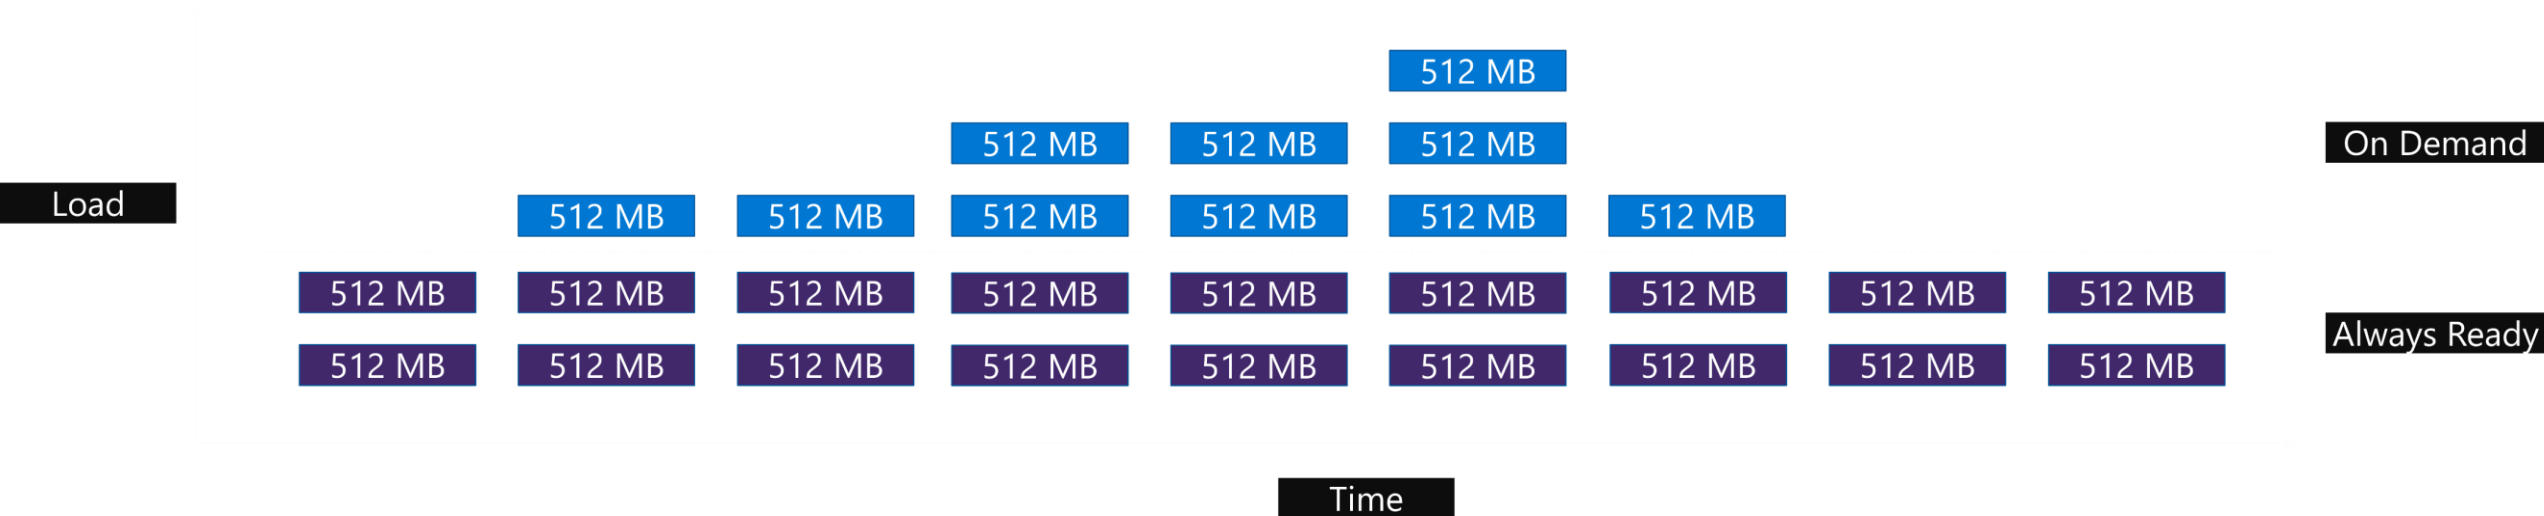 512 MB
512 MB 512 MB 512 MB On Demand
Load 512 MB 512 MB 512 MB 512 MB 512 MB 512 MB
512 MB 512 MB 512 MB 512 MB 512 MB 512 MB 512 MB 512 MB 512 MB
Always Ready
512 MB 512 MB 512 MB 512 MB 512 MB 512 MB 512 MB 512 MB 512 MB
Time